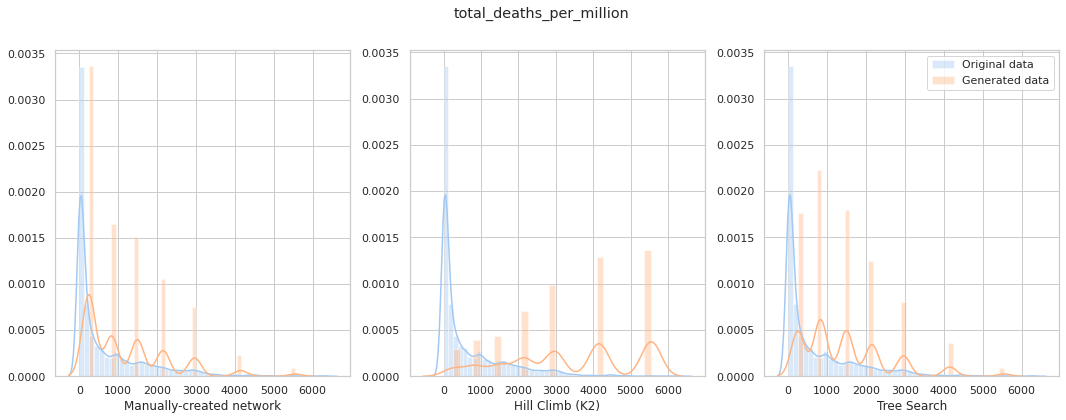 total_deaths_per_million
0.0035
0.0030
0.0025
0.0020
0.0015
0.0010
0.0005
0.0000
0 1000 2000 3000 4000 5000 6000
Manually-created network
0.0035
0.0030
0.0025
0.0020
0.0015
0.0010
0.0005
0.0000
0 1000 2000 3000 4000 5000 6000
Hill Climb (K2)
Original data
Generated data
0.0035
0.0030
0.0025
0.0020
0.0015
0.0010
0.0005
0.0000
0 1000 2000 3000 4000 5000 6000
Tree Search